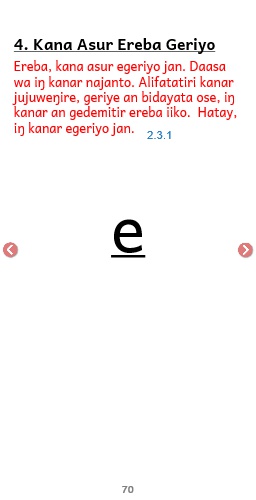 4. Kana Asur Ereba Geriyo
Ereba, kana asur egeriyo jan. Daasa
wa iŋ kanar najanto. Alifatatiri kanar
jujuweŋire, geriye an bidayata ose, iŋ
kanar an gedemitir ereba iiko. Hatay,
iŋ kanar egeriyo jan.
2.3.1
e
70